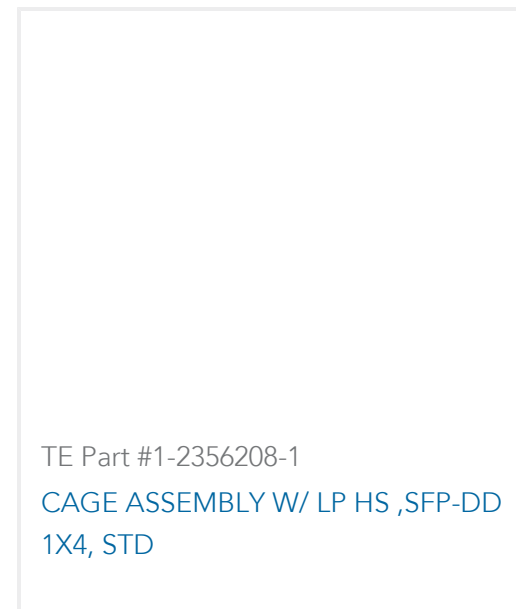 TE Part #1-2356208-1
CAGE ASSEMBLY W/ LP HS ,SFP-DD
1X4, STD